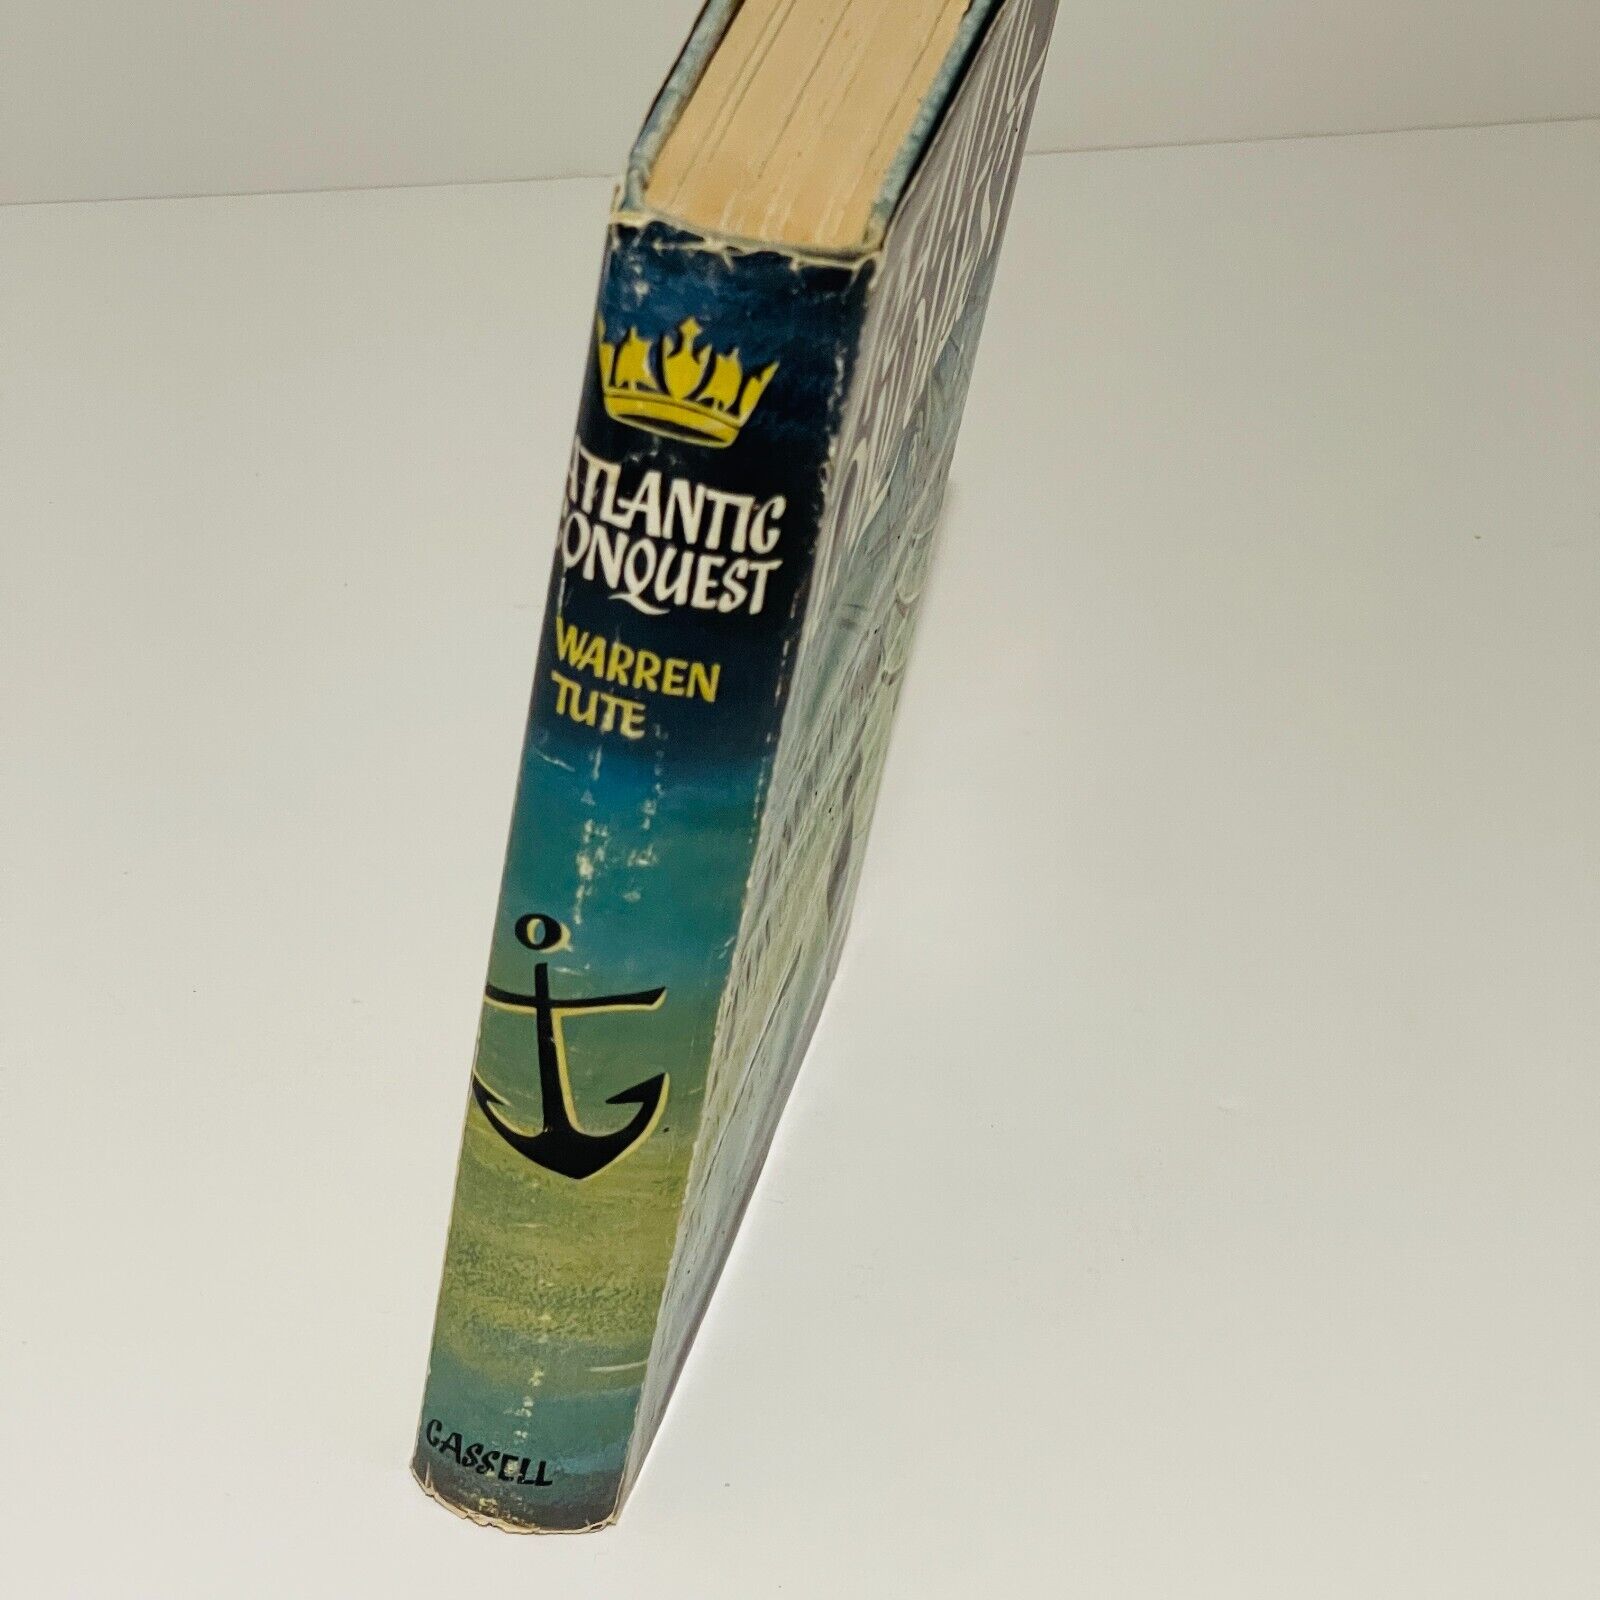 ATLANTIC
CONQUEST
WARREN
TUTE
CASSELL